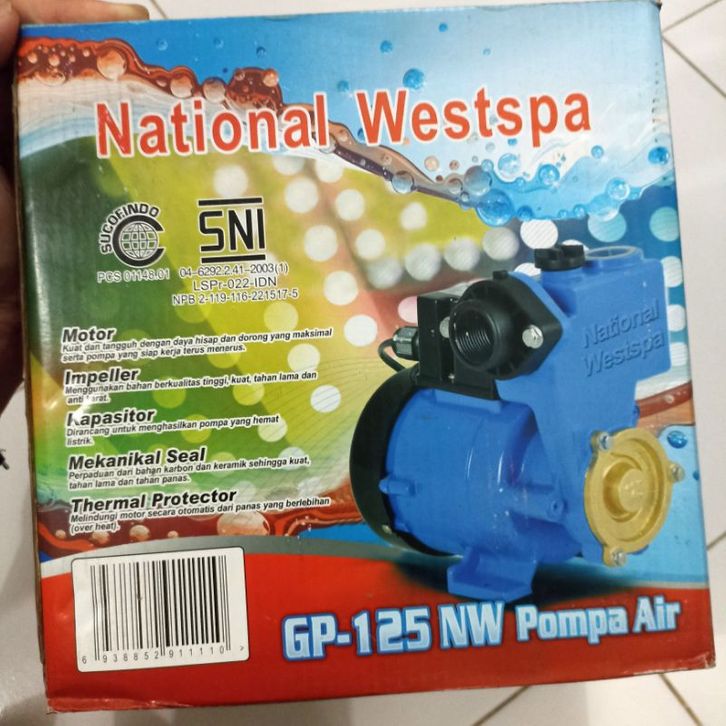 National Westspa
SUCOFINDO
PCS 01148.01
SNI
04-6292.2.41-2003(1)
LSPr-022-IDN
NPB 2-119-116-221517-5
Motor
Kuat dan tangguh dengan daya hisap dan dorong yang maksimal
serta pompa yang siap kerja terus menerus.
Impeller
Menggunakan bahan berkualitas tinggi, kuat, tahan lama dan
anti karat.
Kapasitor
Dirancang untuk menghasilkan pompa yang hemat
listrik.
Mekanikal Seal
Perpaduan dari bahan karbon dan keramik sehingga kuat,
tahan lama dan tahan panas.
Thermal Protector
Melindungi motor secara otomatis dari panas yang berlebihan
(over heat).
National
Westspa
6 938852 911110 >
GP-125 NW Pompa Air